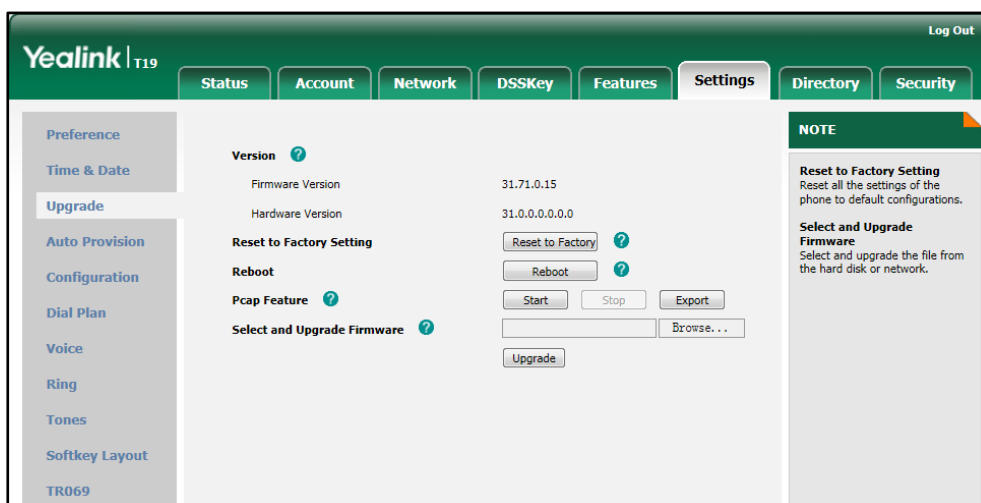 Log Out
Yealink | T19
Status Account Network DSSKey Features Settings Directory Security
Preference
Time & Date
Upgrade
Auto Provision
Configuration
Dial Plan
Voice
Ring
Tones
Softkey Layout
TR069
Version ?
Firmware Version 31.71.0.15
Hardware Version 31.0.0.0.0.0.0
Reset to Factory Setting Reset to Factory ?
Reboot Reboot ?
Pcap Feature ? Start Stop Export
Select and Upgrade Firmware ? Browse...
Upgrade
NOTE
Reset to Factory Setting
Reset all the settings of the
phone to default configurations.
Select and Upgrade
Firmware
Select and upgrade the file from
the hard disk or network.